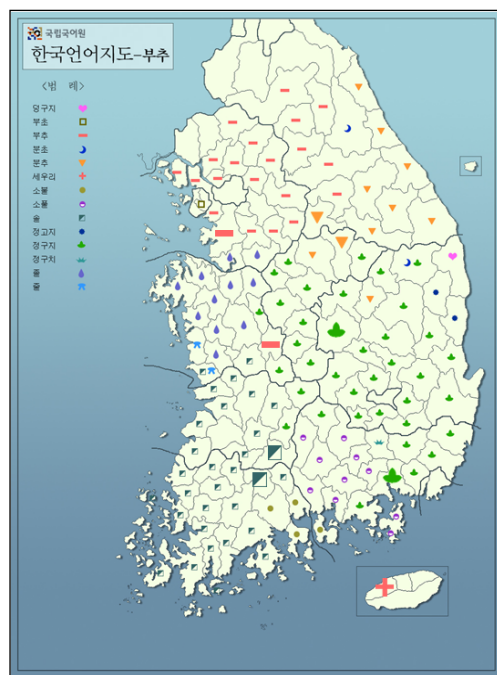 국립국어원
한국언어지도-부추
<범 례>
덩구지
부초
부추
분초
분추
세우리
소불
소풀
솔
정고지
정구지
정구치
졸
줄